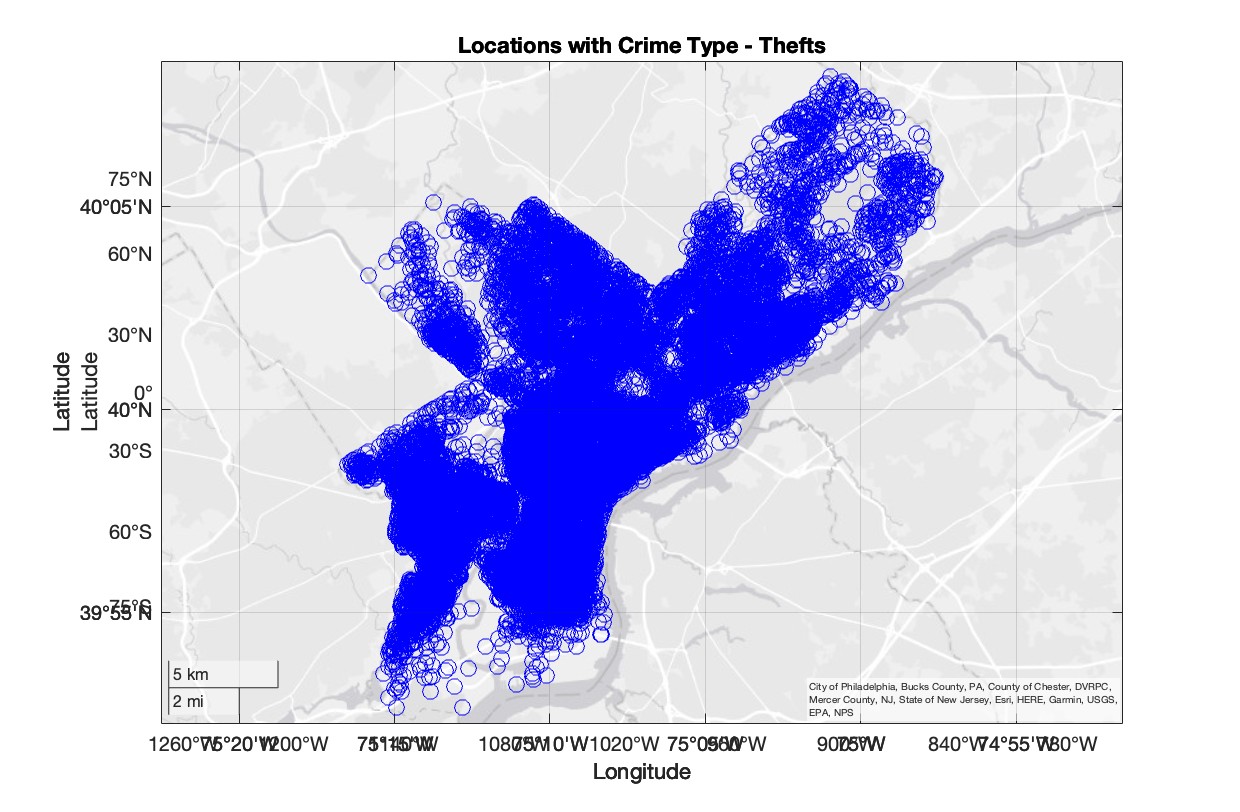 Locations with Crime Type - Thefts
75°N
40°05'N
60°N
30°N
Latitude
Latitude
0°
40°N
30°S
60°S
75°S
39°55'N
5 km
2 mi
City of Philadelphia, Bucks County, PA, County of Chester, DVRPC,
Mercer County, NJ, State of New Jersey, Esri, HERE, Garmin, USGS,
EPA, NPS
1260°W 75°20'W 1200°W 75°15'W 1140°W 1080°W 75°10'W 1020°W 75°05'W 960°W 900°W 75°W 840°W 74°55'W 780°W
Longitude